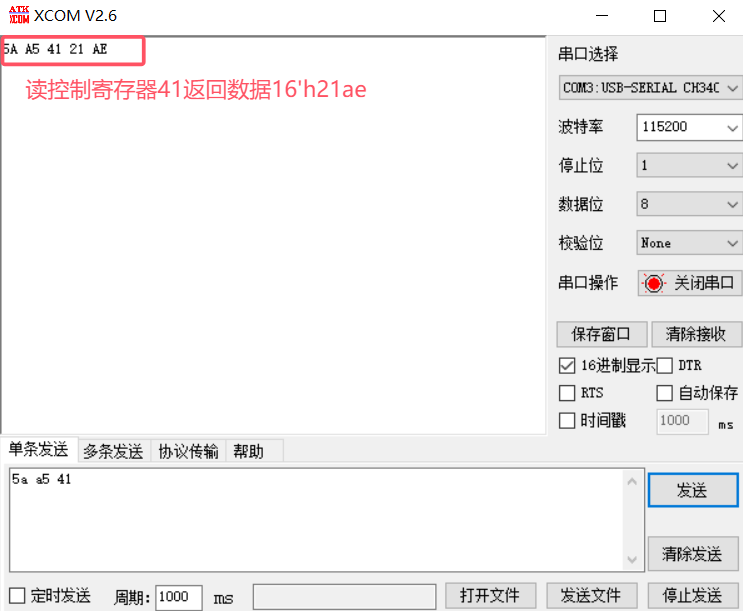 ATK
XCOM
XCOM V2.6
5A A5 41 21 AE
读控制寄存器41返回数据16'h21ae
串口选择
COM3:USB-SERIAL CH34C
波特率
115200
停止位
1
数据位
8
校验位
None
串口操作
关闭串口
保存窗口
清除接收
16进制显示
DTR
RTS
自动保存
时间戳
1000
ms
单条发送
多条发送
协议传输
帮助
5a a5 41
发送
清除发送
定时发送
周期:
1000
ms
打开文件
发送文件
停止发送